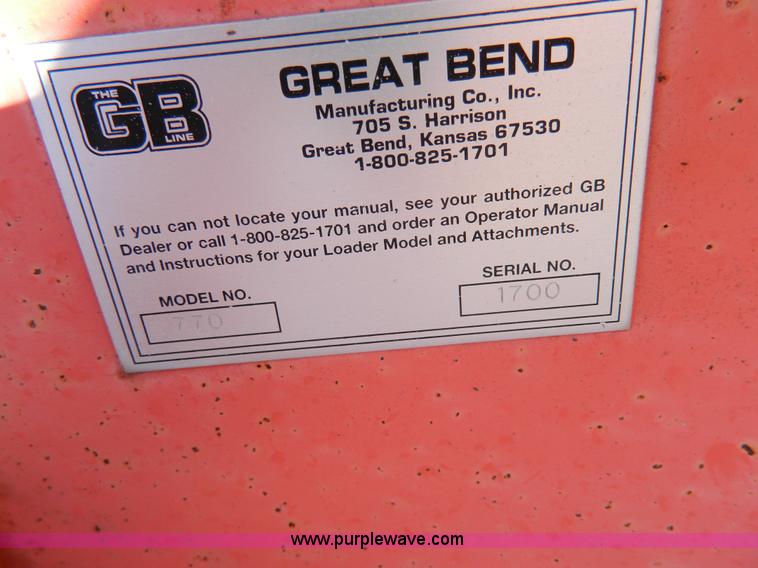 THE
GB
LINE
GREAT BEND
Manufacturing Co., Inc.
705 S. Harrison
Great Bend, Kansas 67530
1-800-825-1701
If you can not locate your manual, see your authorized GB
Dealer or call 1-800-825-1701 and order an Operator Manual
and Instructions for your Loader Model and Attachments.
MODEL NO.
770
SERIAL NO.
1700
www.purplewave.com